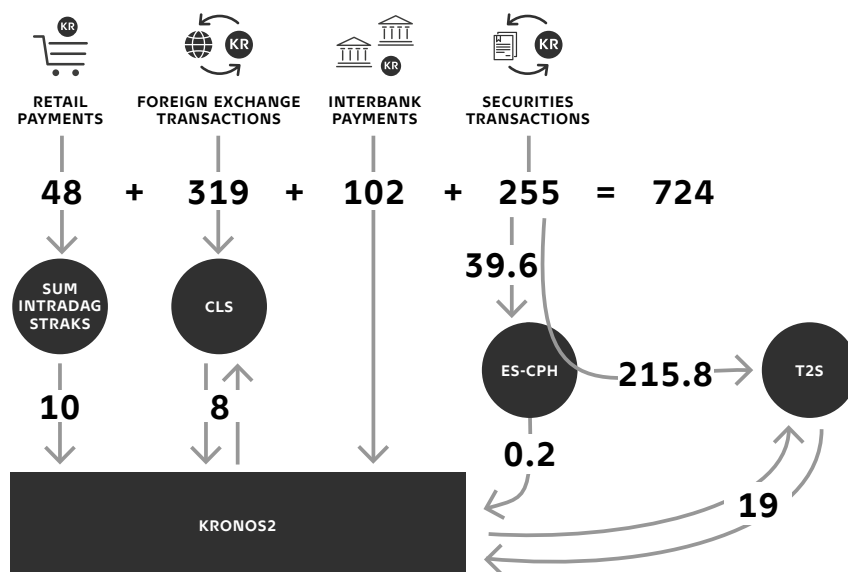 KR
KR
KR
KR
RETAIL
PAYMENTS
FOREIGN EXCHANGE
TRANSACTIONS
INTERBANK
PAYMENTS
SECURITIES
TRANSACTIONS
48 + 319 + 102 + 255 = 724
39.6
SUM
INTRADAG
STRAKS
CLS
ES-CPH
215.8
T2S
10
8
0.2
19
KRONOS2